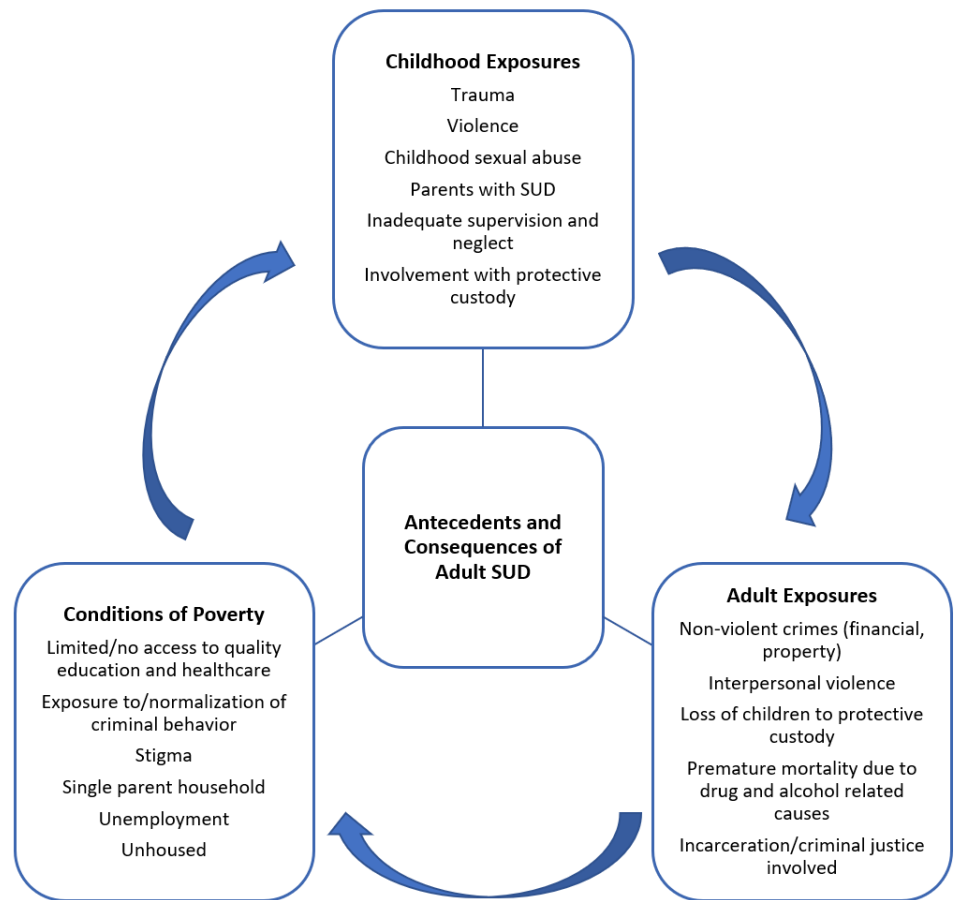 Childhood Exposures
Trauma
Violence
Childhood sexual abuse
Parents with SUD
Inadequate supervision and
neglect
Involvement with protective
custody
Antecedents and
Consequences of
Adult SUD
Conditions of Poverty
Limited/no access to quality
education and healthcare
Exposure to/normalization of
criminal behavior
Stigma
Single parent household
Unemployment
Unhoused
Adult Exposures
Non-violent crimes (financial,
property)
Interpersonal violence
Loss of children to protective
custody
Premature mortality due to
drug and alcohol related
causes
Incarceration/criminal justice
involved